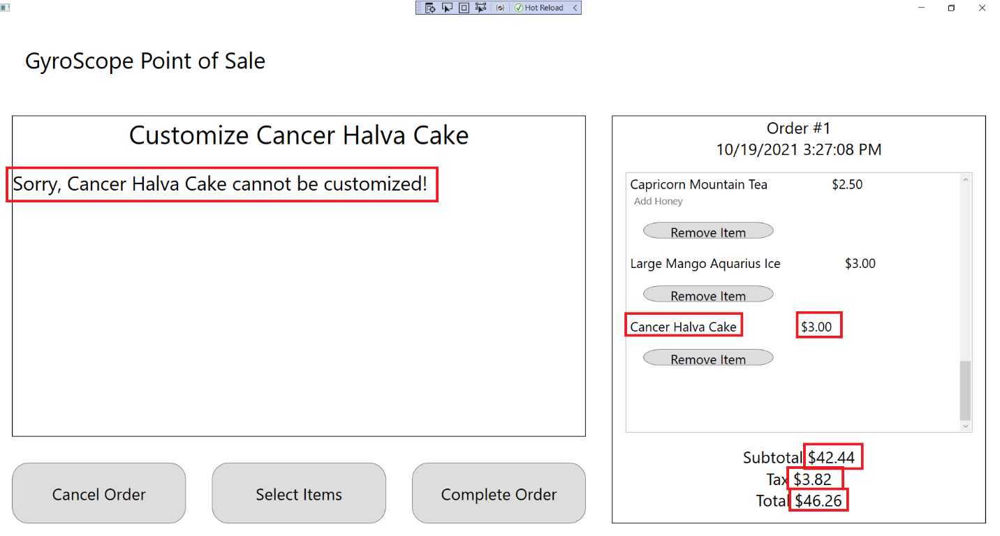 Hot Reload
GyroScope Point of Sale
Customize Cancer Halva Cake
Sorry, Cancer Halva Cake cannot be customized!
Cancel Order
Select Items
Complete Order
Order #1
10/19/2021 3:27:08 PM
Capricorn Mountain Tea $2.50
Add Honey
Remove Item
Large Mango Aquarius Ice $3.00
Remove Item
Cancer Halva Cake $3.00
Remove Item
Subtotal $42.44
Tax $3.82
Total $46.26